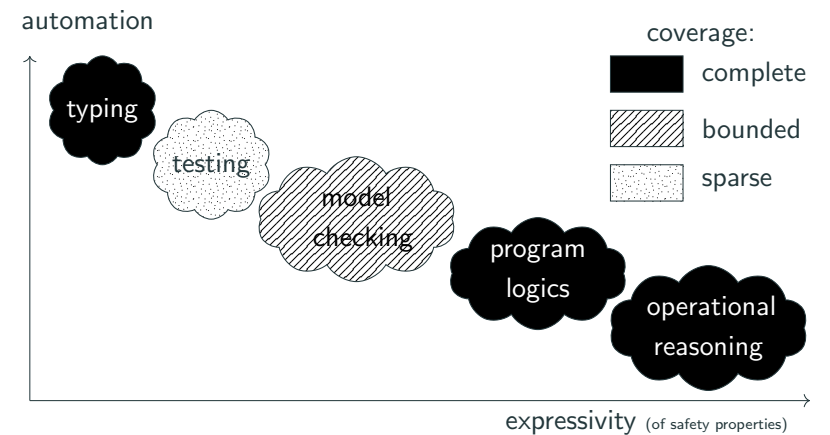 automation
coverage:
complete
bounded
sparse
typing
testing
model
checking
program
logics
operational
reasoning
expressivity (of safety properties)